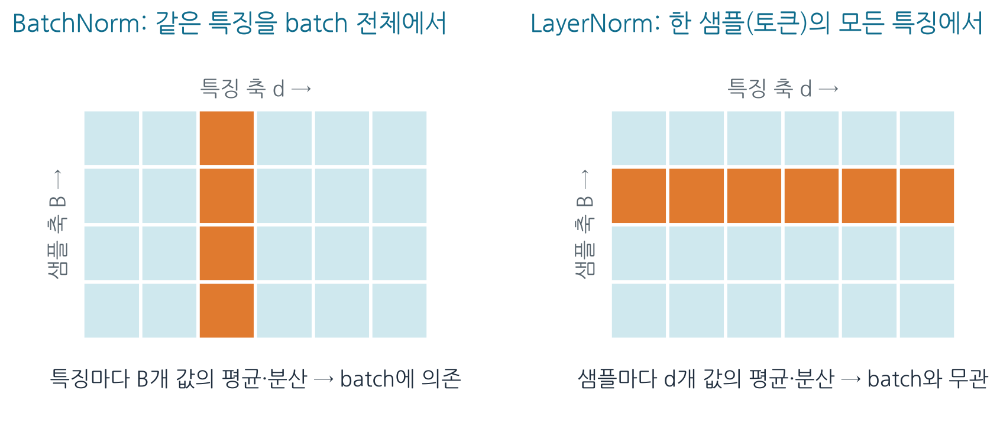 BatchNorm: 같은 특징을 batch 전체에서
특징 축 d →
샘플 축 B →
특징마다 B개 값의 평균·분산 → batch에 의존
LayerNorm: 한 샘플(토큰)의 모든 특징에서
특징 축 d →
샘플 축 B →
샘플마다 d개 값의 평균·분산 → batch와 무관